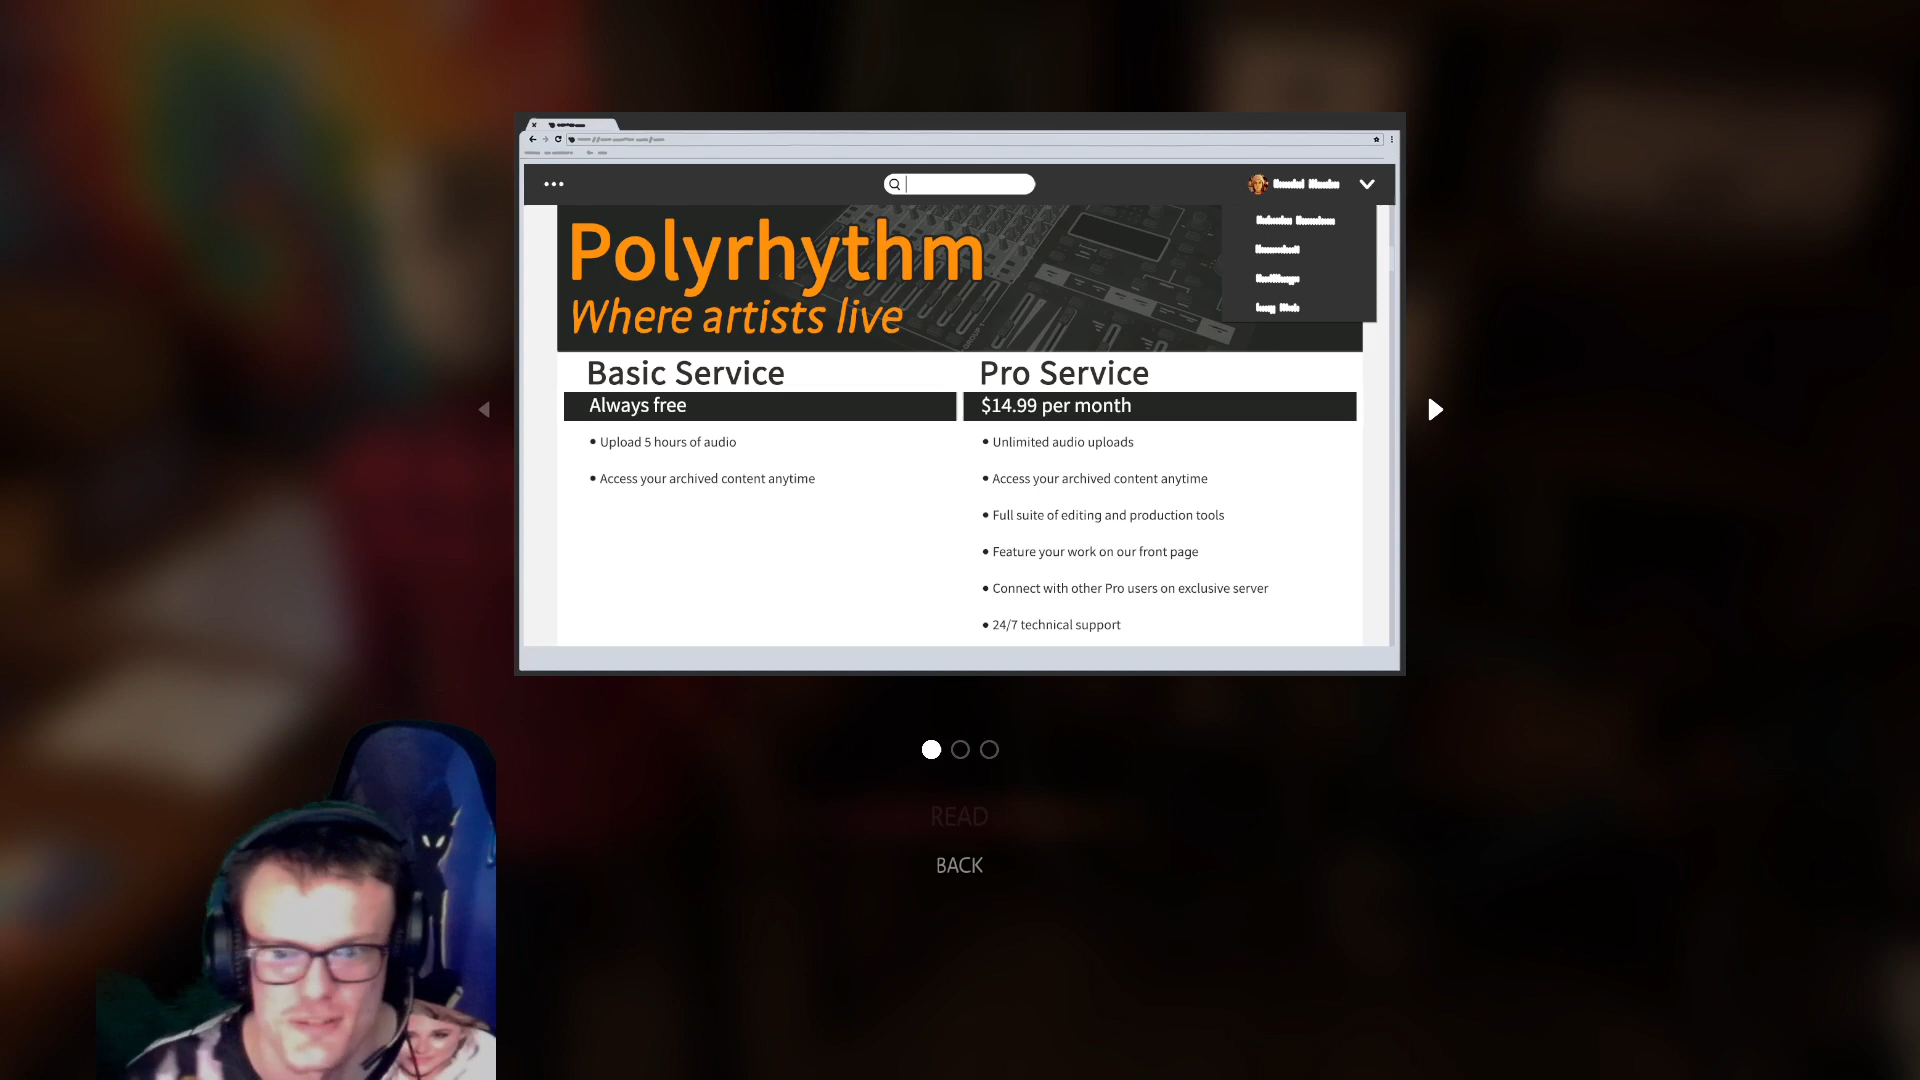 Polyrhythm
Where artists live
Basic Service
Always free
• Upload 5 hours of audio
• Access your archived content anytime
Pro Service
$14.99 per month
• Unlimited audio uploads
• Access your archived content anytime
• Full suite of editing and production tools
• Feature your work on our front page
• Connect with other Pro users on exclusive server
• 24/7 technical support
READ
BACK